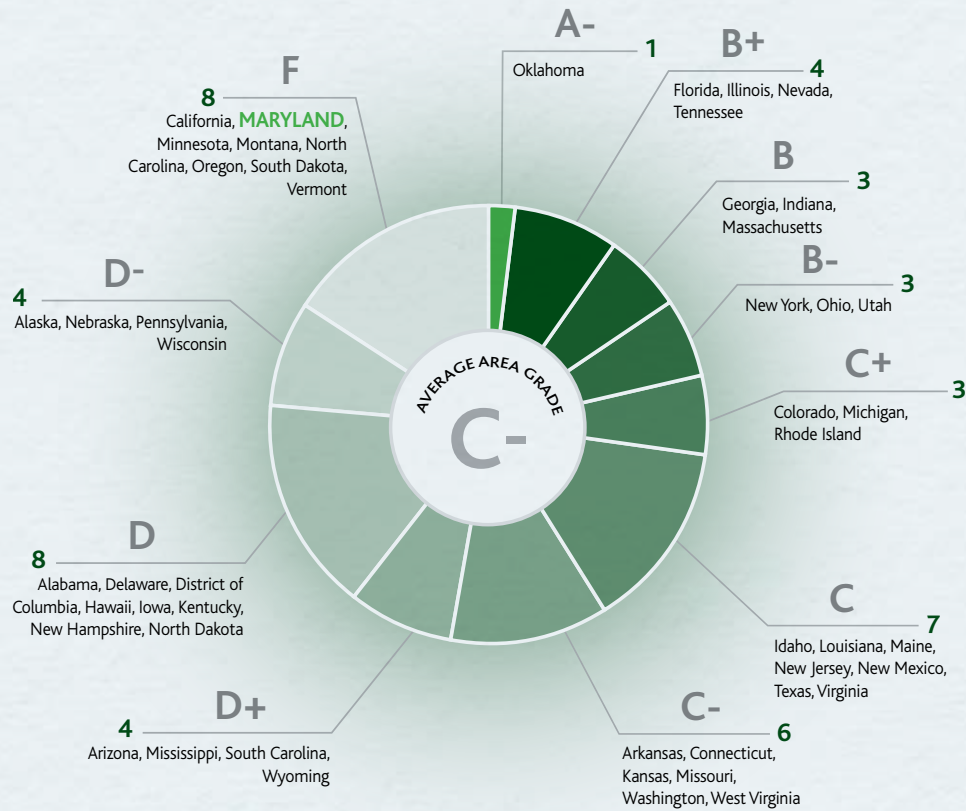 A-
1
Oklahoma
B+
4
Florida, Illinois, Nevada,
Tennessee
B
3
Georgia, Indiana,
Massachusetts
B-
3
New York, Ohio, Utah
C+
3
Colorado, Michigan,
Rhode Island
C
7
Idaho, Louisiana, Maine,
New Jersey, New Mexico,
Texas, Virginia
C-
6
Arkansas, Connecticut,
Kansas, Missouri,
Washington, West Virginia
D+
4
Arizona, Mississippi, South Carolina,
Wyoming
D
8
Alabama, Delaware, District of
Columbia, Hawaii, Iowa, Kentucky,
New Hampshire, North Dakota
D-
4
Alaska, Nebraska, Pennsylvania,
Wisconsin
F
8
California, MARYLAND,
Minnesota, Montana, North
Carolina, Oregon, South Dakota,
Vermont
AVERAGE AREA GRADE
C-